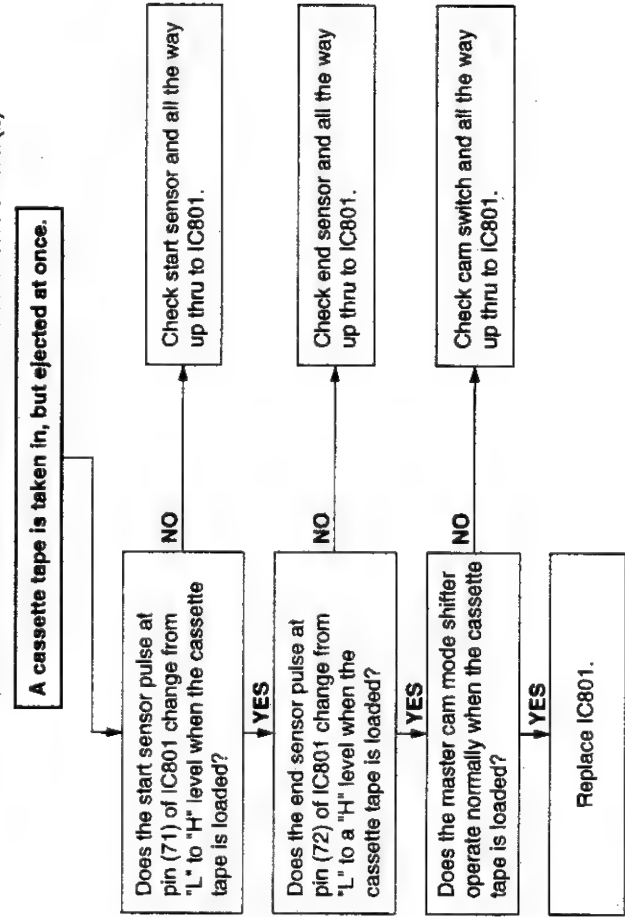 A cassette tape is taken in, but ejected at once.
Does the start sensor pulse at
pin (71) of IC801 change from
"L" to "H" level when the cassette
tape is loaded?
NO
Check start sensor and all the way
up thru to IC801.
YES
Does the end sensor pulse at
pin (72) of IC801 change from
"L" to a "H" level when the
cassette tape is loaded?
NO
Check end sensor and all the way
up thru to IC801.
YES
Does the master cam mode shifter
operate normally when the cassette
tape is loaded?
NO
Check cam switch and all the way
up thru to IC801.
YES
Replace IC801.